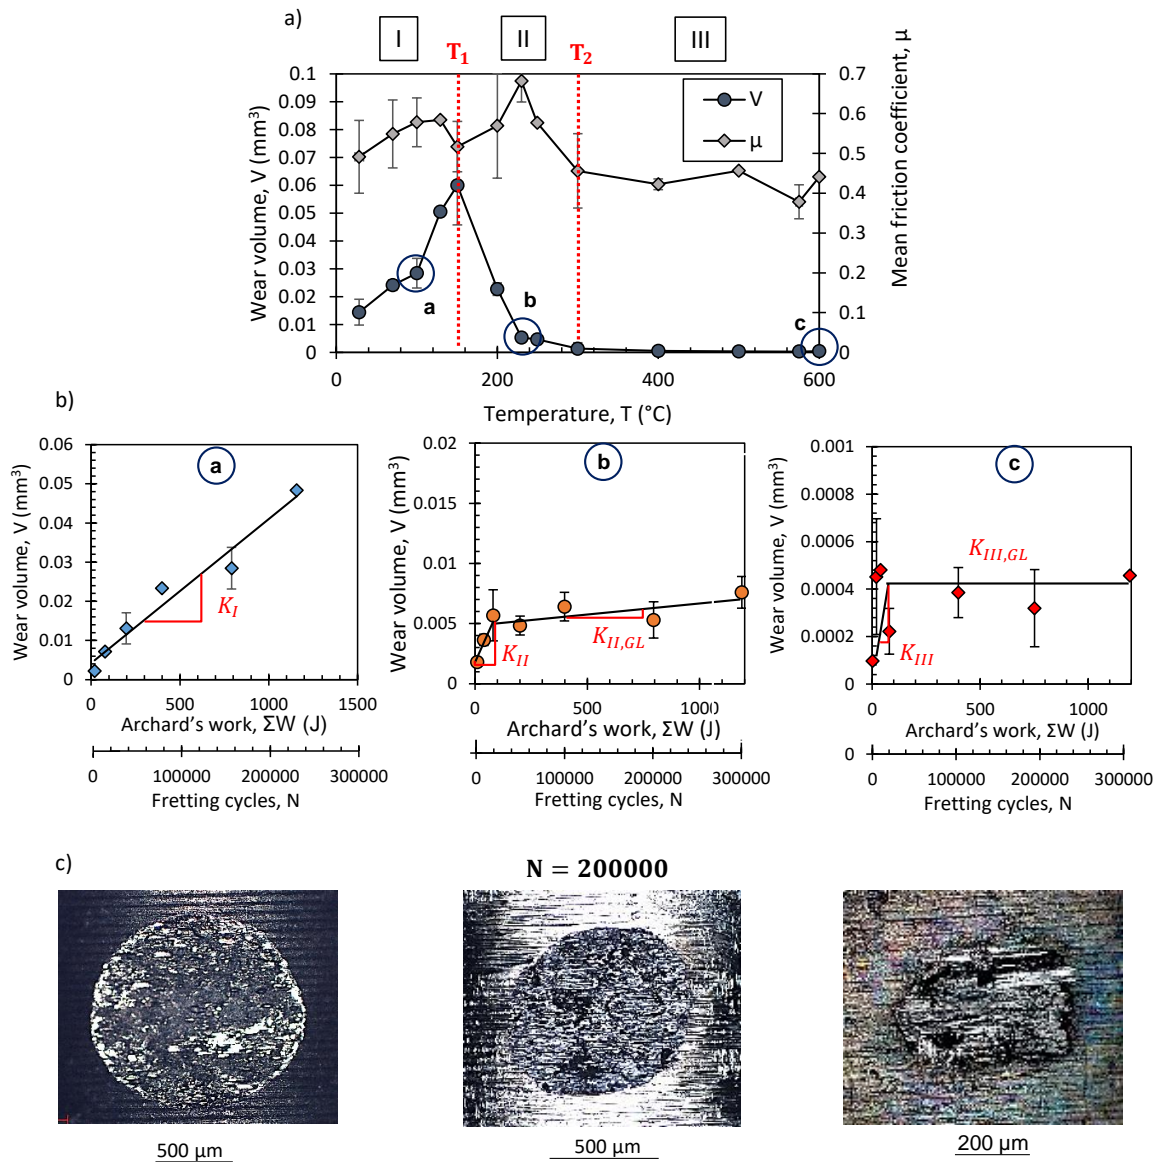 a)
I II III
T1 T2
0.1 0.7
0.09
0.08 0.6
0.07 0.5
0.06 0.4
0.05
0.04 0.3
0.03 0.2
0.02
0.01 0.1
0 0
Wear volume, V (mm³)
Mean friction coefficient, μ
V
μ
a
b
c
0 200 400 600
Temperature, T (°C)
b)
a
0.06
0.05
0.04
0.03
0.02
0.01
0
Wear volume, V (mm³)
K_I
0 500 1000 1500
Archard's work, ΣW (J)
0 100000 200000 300000
Fretting cycles, N
b
0.02
0.015
0.01
0.005
0
Wear volume, V (mm³)
K_II
K_II,GL
0 500 1000
Archard's work, ΣW (J)
0 100000 200000 300000
Fretting cycles, N
c
0.001
0.0008
0.0006
0.0004
0.0002
0
Wear volume, V (mm³)
K_III,GL
K_III
0 500 1000
Archard's work, ΣW (J)
0
0 100000 200000 300000
Fretting cycles, N
c)
N = 200000
500 μm
500 μm
200 μm